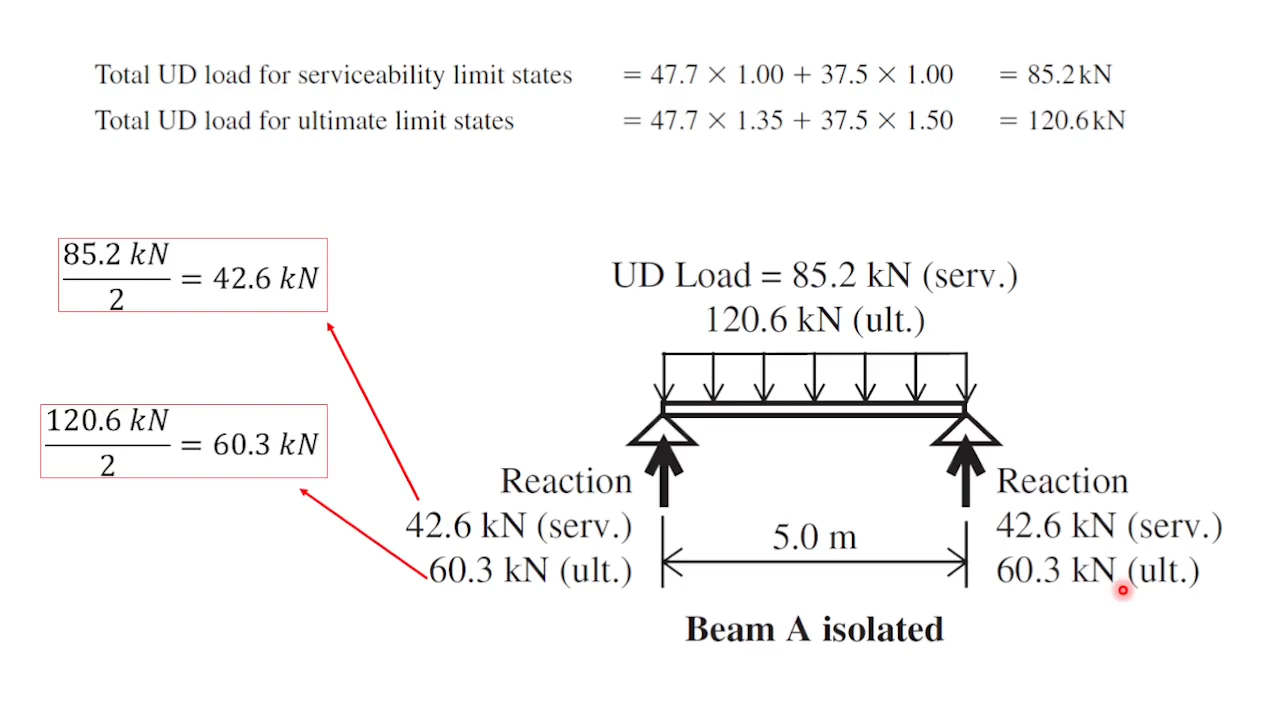 Total UD load for serviceability limit states = 47.7 × 1.00 + 37.5 × 1.00 = 85.2 kN
Total UD load for ultimate limit states = 47.7 × 1.35 + 37.5 × 1.50 = 120.6 kN
85.2 kN / 2 = 42.6 kN
120.6 kN / 2 = 60.3 kN
UD Load = 85.2 kN (serv.)
120.6 kN (ult.)
Reaction
42.6 kN (serv.)
60.3 kN (ult.)
5.0 m
Reaction
42.6 kN (serv.)
60.3 kN (ult.)
Beam A isolated